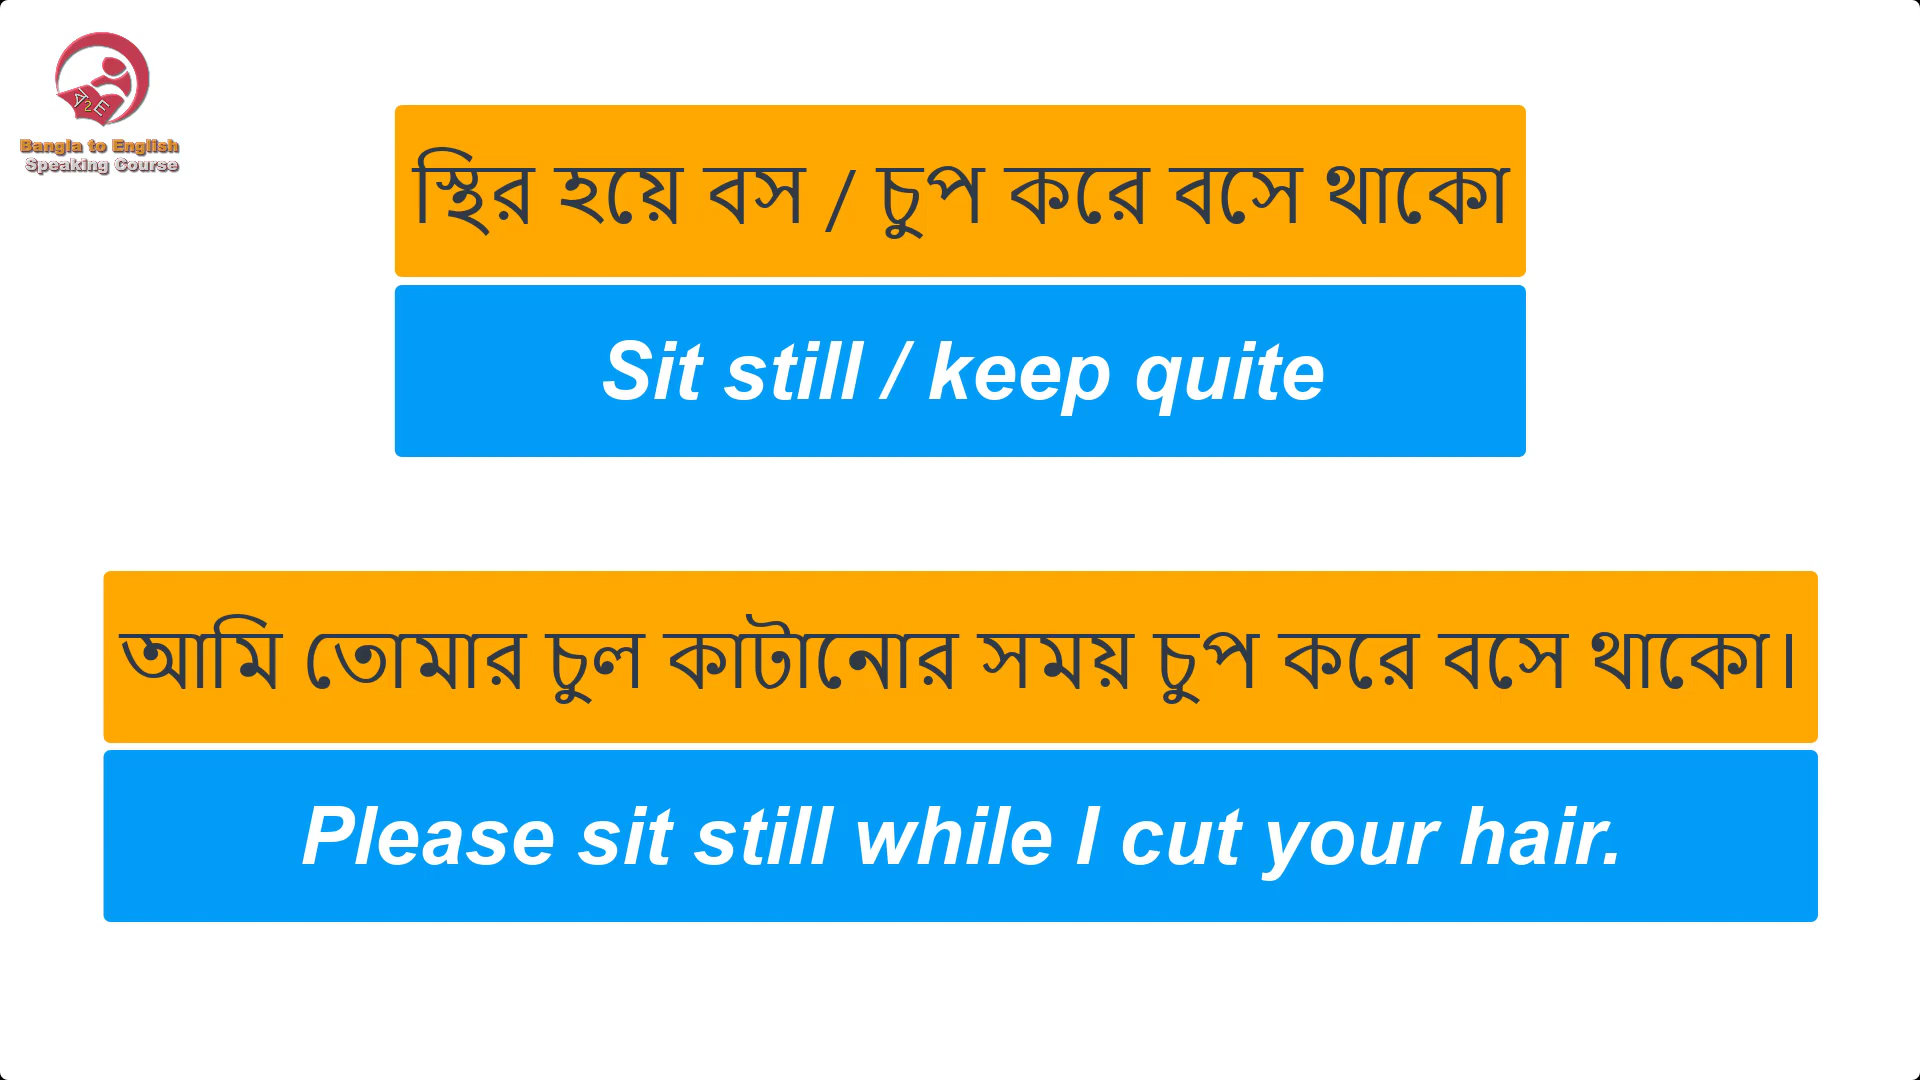 A2E
Bangla to English
Speaking Course
স্থির হয়ে বস / চুপ করে বসে থাকো
Sit still / keep quite
আমি তোমার চুল কাটানোর সময় চুপ করে বসে থাকো।
Please sit still while I cut your hair.